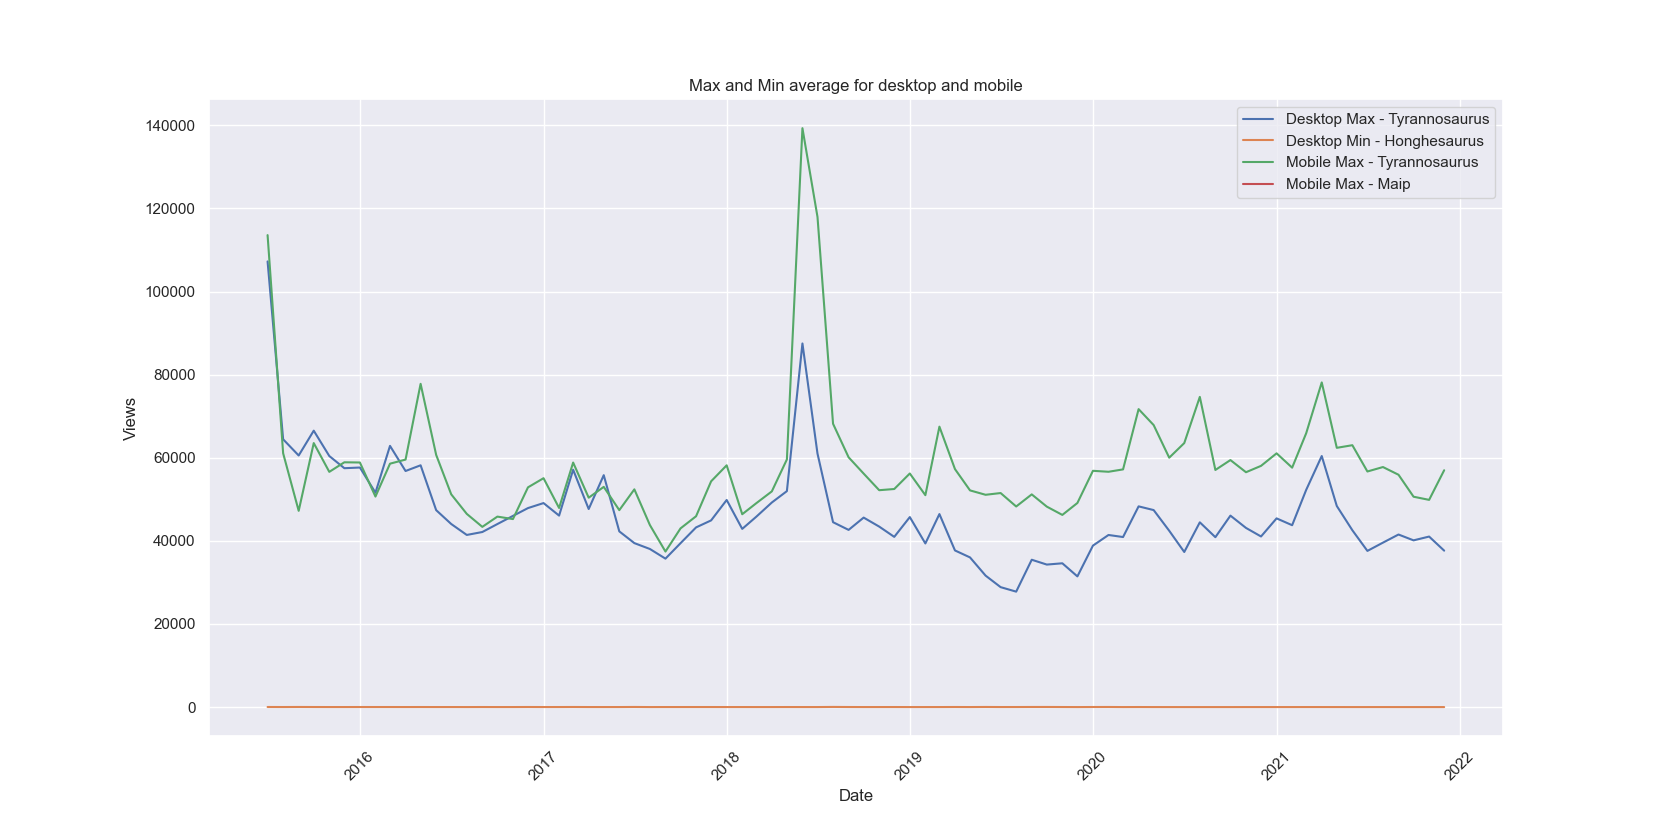 Max and Min average for desktop and mobile
Desktop Max - Tyrannosaurus
Desktop Min - Honghesaurus
Mobile Max - Tyrannosaurus
Mobile Max - Maip
140000
120000
100000
80000
60000
40000
20000
0
Views
2016
2017
2018
2019
2020
2021
2022
Date